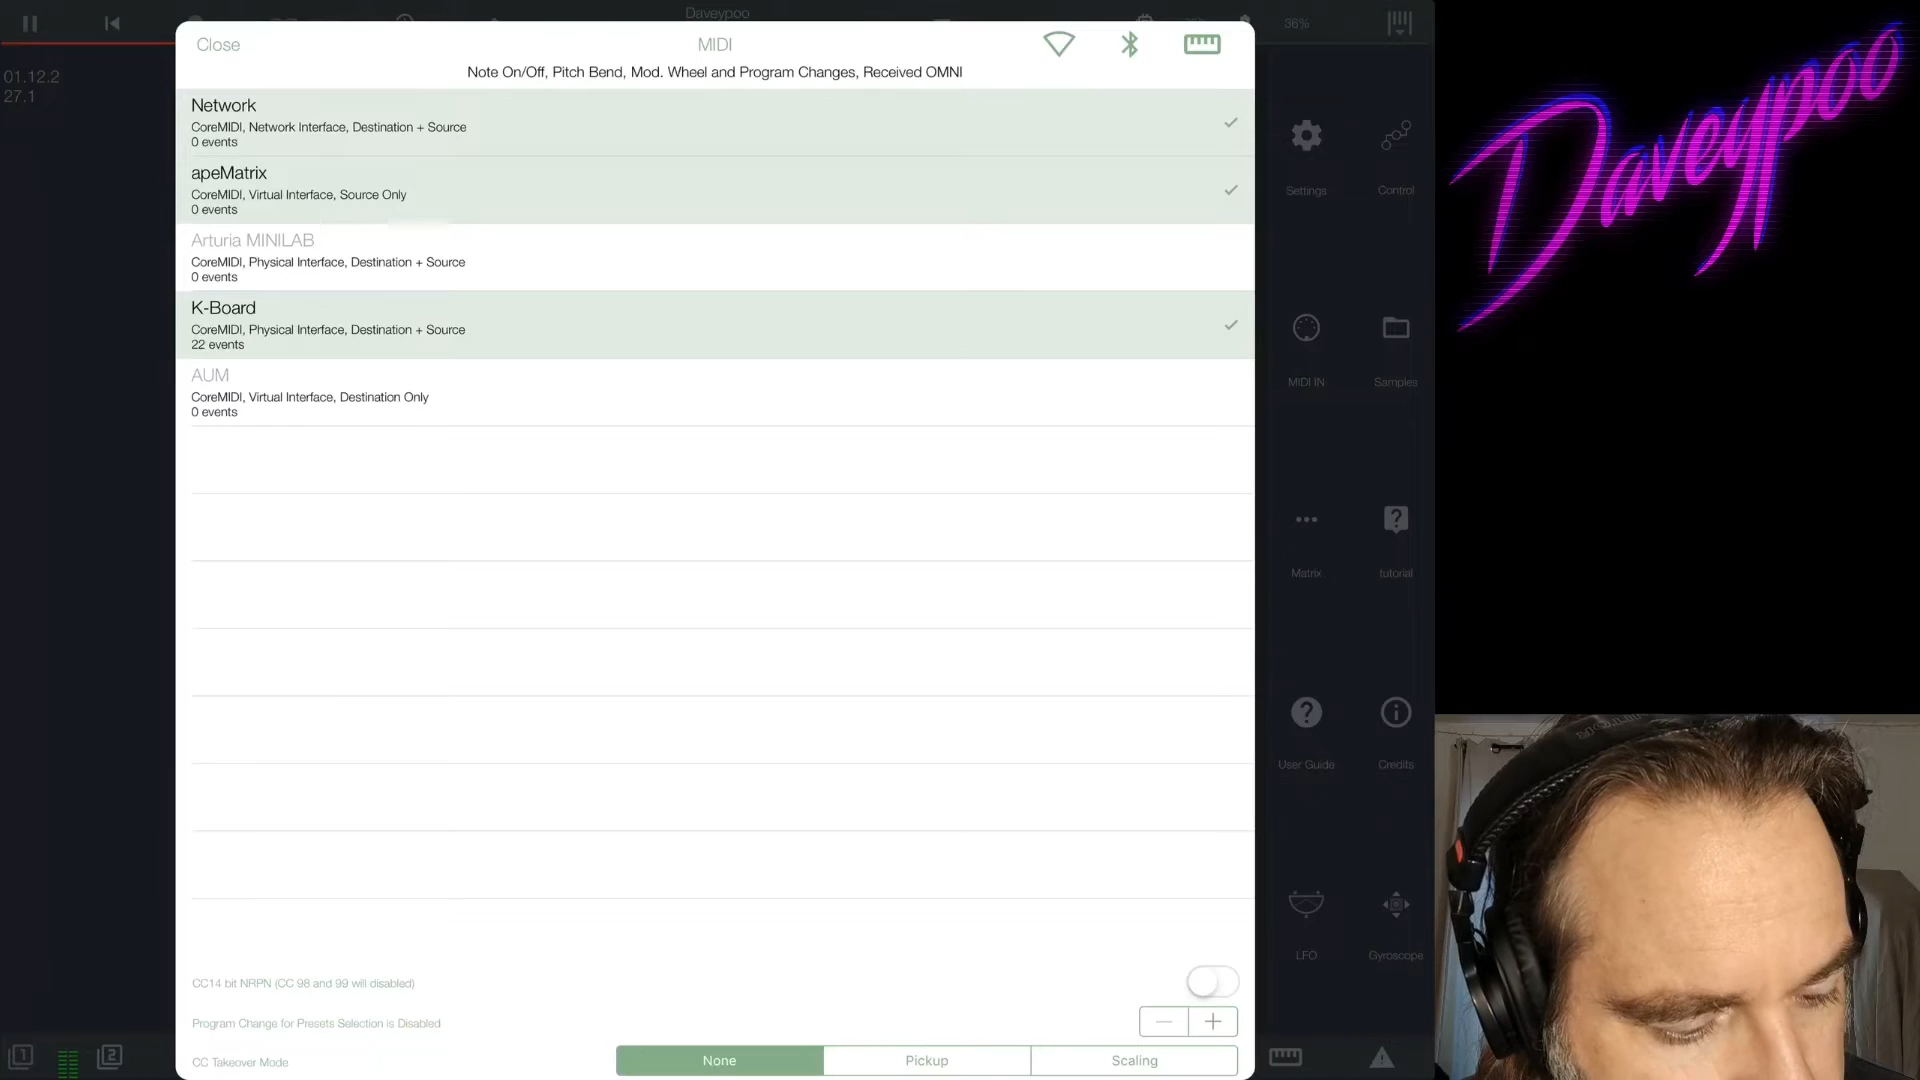 Daveypoo
36%
01.12.2
27.1
Close
MIDI
Note On/Off, Pitch Bend, Mod. Wheel and Program Changes, Received OMNI
Network
CoreMIDI, Network Interface, Destination + Source
0 events
apeMatrix
CoreMIDI, Virtual Interface, Source Only
0 events
Arturia MINILAB
CoreMIDI, Physical Interface, Destination + Source
0 events
K-Board
CoreMIDI, Physical Interface, Destination + Source
22 events
AUM
CoreMIDI, Virtual Interface, Destination Only
0 events
CC14 bit NRPN (CC 98 and 99 will disabled)
Program Change for Presets Selection is Disabled
CC Takeover Mode
None
Pickup
Scaling
Settings
Control
MIDI IN
Samples
Matrix
tutorial
User Guide
Credits
LFO
Gyroscope
1
2
Daveypoo